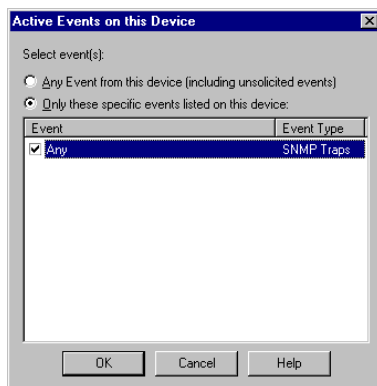 Active Events on this Device
Select event(s):
Any Event from this device (including unsolicited events)
Only these specific events listed on this device:
Event Event Type
Any SNMP Traps
OK Cancel Help